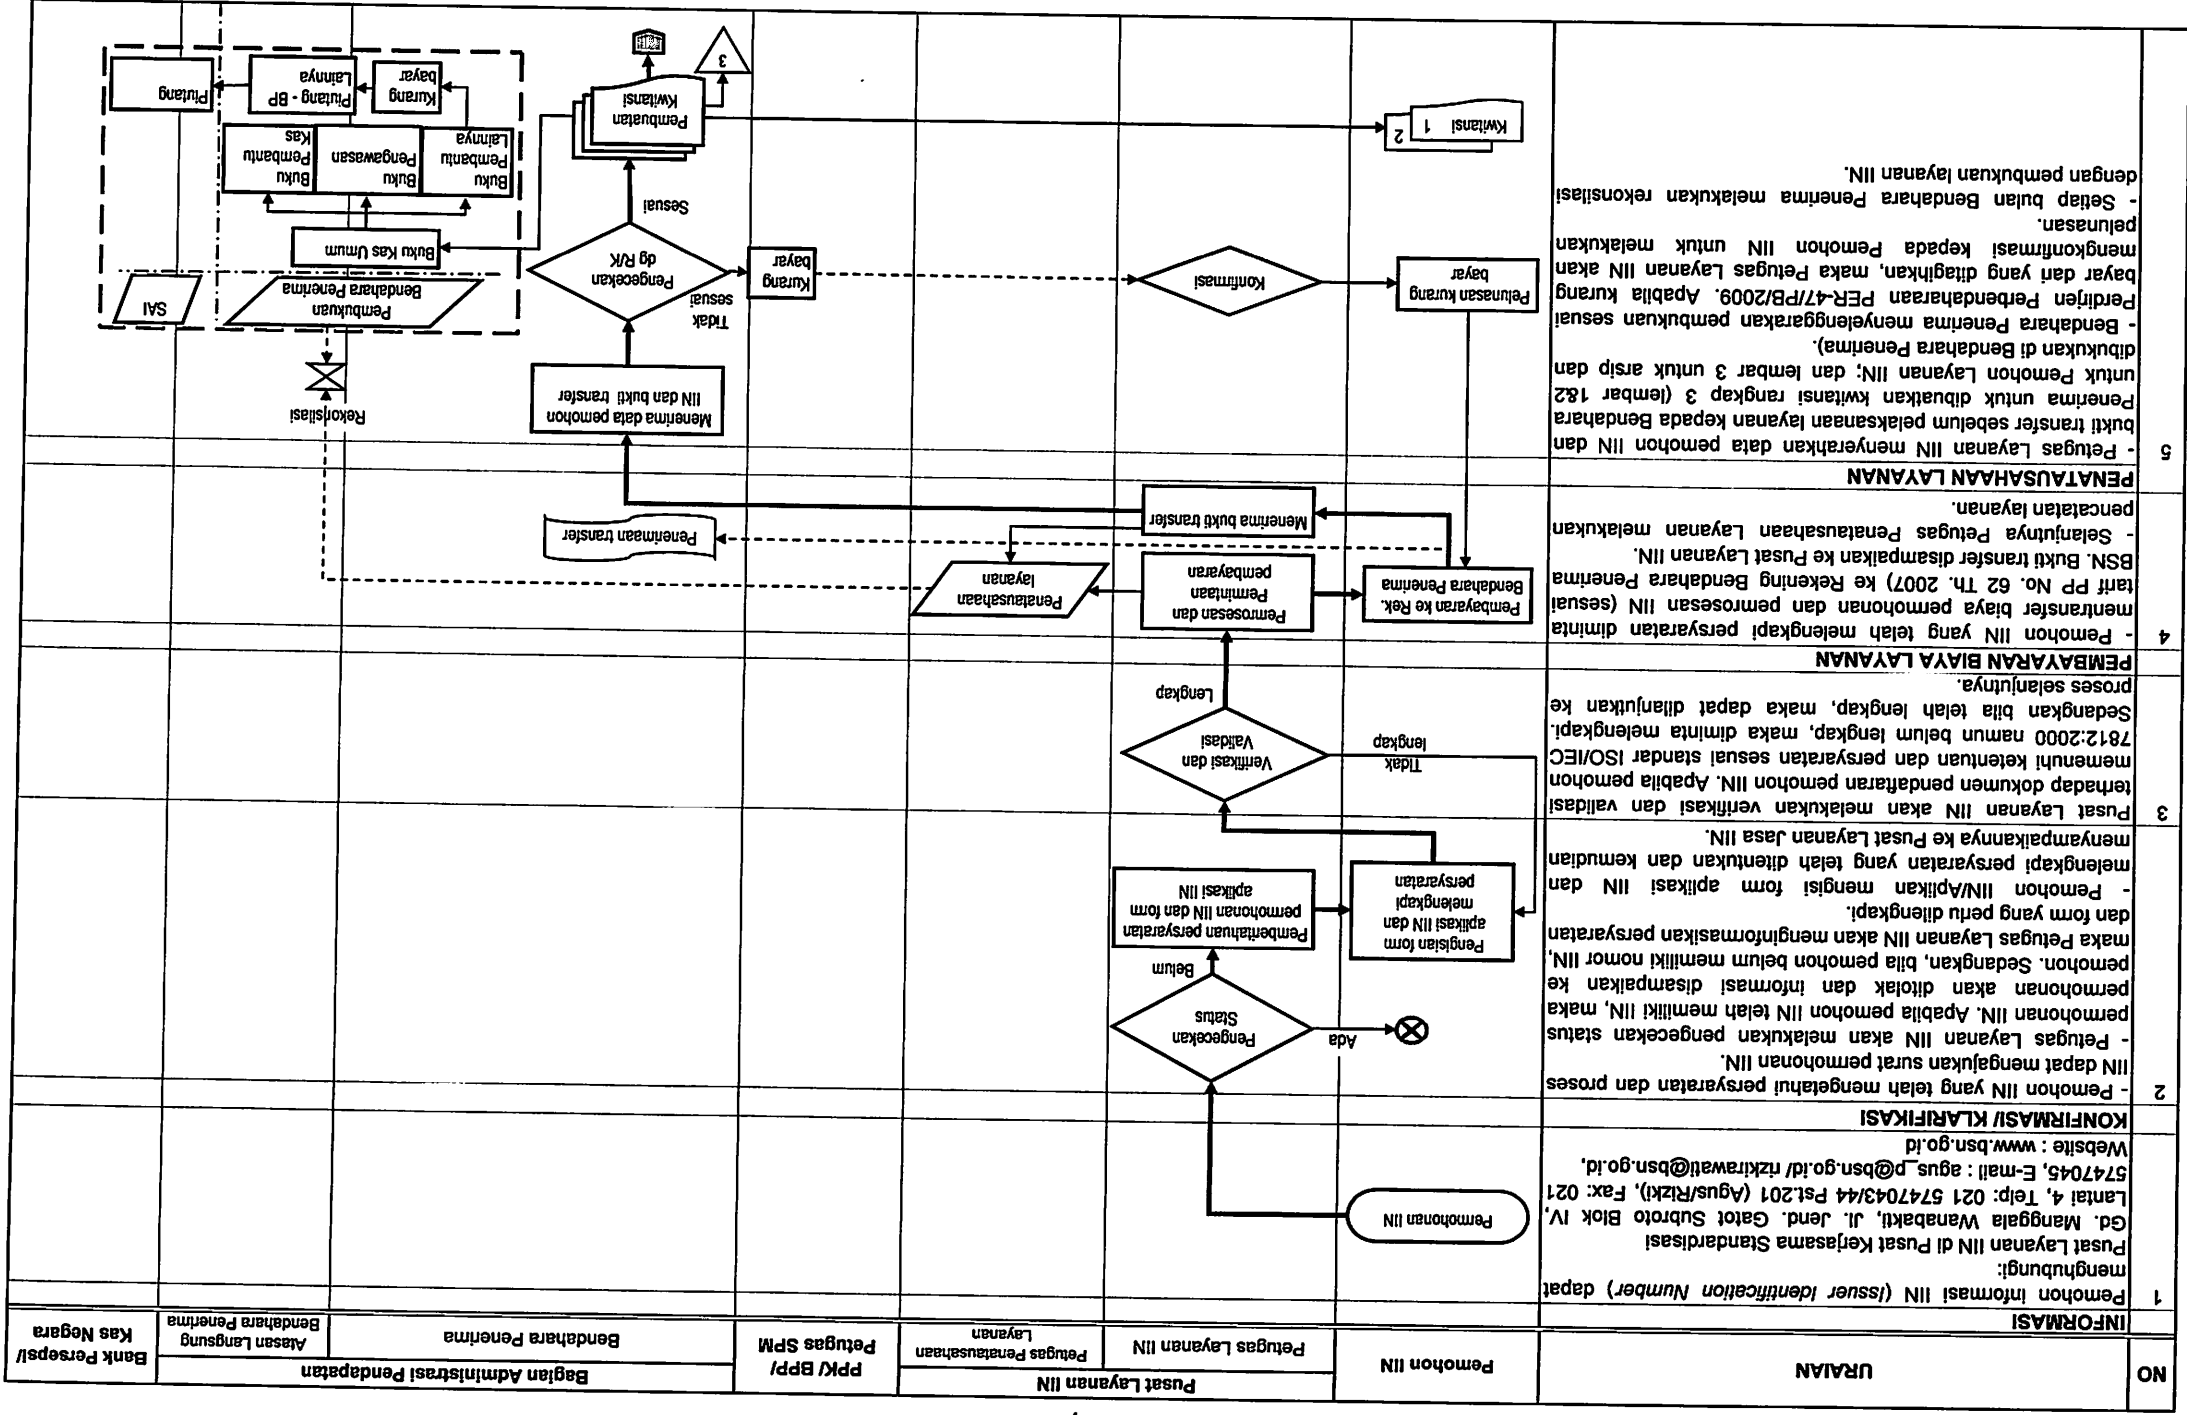 NO
URAIAN
Pemohon IIN
Pusat Layanan IIN
Petugas Layanan IIN
Petugas Penatausahaan
Layanan
PPK/ BPP/
Petugas SPM
Bagian Administrasi Pendapatan
Bendahara Penerima
Atasan Langsung
Bendahara Penerima
Bank Persepsi/
Kas Negara
INFORMASI
1
Pemohon informasi IIN (Issuer Identification Number) dapat
menghubungi:
Pusat Layanan IIN di Pusat Kerjasama Standardisasi
Gd. Manggala Wanabakti, Jl. Jend. Gatot Subroto Blok IV,
Lantai 4, Telp: 021 5747043/44 Pst.201 (Agus/Rizki), Fax: 021
5747045, E-mail : agus_p@bsn.go.id/ rizkirawati@bsn.go.id,
Website : www.bsn.go.id
Permohonan IIN
KONFIRMASI/ KLARIFIKASI
2
- Pemohon IIN yang telah mengetahui persyaratan dan proses
IIN dapat mengajukan surat permohonan IIN.
- Petugas Layanan IIN akan melakukan pengecekan status
permohonan IIN. Apabila pemohon IIN telah memiliki IIN, maka
permohonan akan ditolak dan informasi disampaikan ke
pemohon. Sedangkan, bila pemohon belum memiliki nomor IIN,
maka Petugas Layanan IIN akan menginformasikan persyaratan
dan form yang perlu dilengkapi.
- Pemohon IIN/Aplikan mengisi form aplikasi IIN dan
melengkapi persyaratan yang telah ditentukan dan kemudian
menyampaikannya ke Pusat Layanan Jasa IIN.
Ada
Pengecekan
Status
Belum
Pengisian form
aplikasi IIN dan
melengkapi
persyaratan
Pemberitahuan persyaratan
permohonan IIN dan form
aplikasi IIN
3
Pusat Layanan IIN akan melakukan verifikasi dan validasi
terhadap dokumen pendaftaran pemohon IIN. Apabila pemohon
memenuhi ketentuan dan persyaratan sesuai standar ISO/IEC
7812:2000 namun belum lengkap, maka diminta melengkapi.
Sedangkan bila telah lengkap, maka dapat dilanjutkan ke
proses selanjutnya.
Tidak
lengkap
Verifikasi dan
Validasi
Lengkap
PEMBAYARAN BIAYA LAYANAN
4
- Pemohon IIN yang telah melengkapi persyaratan diminta
mentransfer biaya permohonan dan pemrosesan IIN (sesuai
tarif PP No. 62 Th. 2007) ke Rekening Bendahara Penerima
BSN. Bukti transfer disampaikan ke Pusat Layanan IIN.
- Selanjutnya Petugas Penatausahaan Layanan melakukan
pencatatan layanan.
Pembayaran ke Rek.
Bendahara Penerima
Pemrosesan dan
Permintaan
pembayaran
Penatausahaan
layanan
Menerima bukti transfer
Penerimaan transfer
PENATAUSAHAAN LAYANAN
5
- Petugas Layanan IIN menyerahkan data pemohon IIN dan
bukti transfer sebelum pelaksanaan layanan kepada Bendahara
Penerima untuk dibuatkan kwitansi rangkap 3 (lembar 1&2
untuk Pemohon Layanan IIN; dan lembar 3 untuk arsip dan
dibukukan di Bendahara Penerima).
- Bendahara Penerima menyelenggarakan pembukuan sesuai
Perdirjen Perbendaharaan PER-47/PB/2009. Apabila kurang
bayar dari yang ditagihkan, maka Petugas Layanan IIN akan
mengkonfirmasi kepada Pemohon IIN untuk melakukan
pelunasan.
- Setiap bulan Bendahara Penerima melakukan rekonsiliasi
dengan pembukuan layanan IIN.
Menerima data pemohon
IIN dan bukti transfer
Rekonsiliasi
Pelunasan kurang
bayar
Konfirmasi
Kurang
bayar
Tidak
sesuai
Pengecekan
dg R/K
Sesuai
Pembukuan
Bendahara Penerima
SAI
Buku Kas Umum
Buku
Pembantu
Lainnya
Buku
Pengawasan
Buku
Pembantu
Kas
Kwitansi 1
2
Pembuatan
Kwitansi
3
Kurang
bayar
Piutang - BP
Lainnya
Piutang